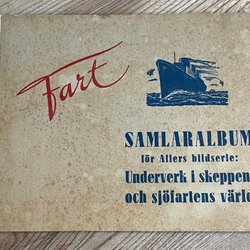 Fart
SAMLARALBUM
för Allers bildserie:
Underverk i skeppen
och sjöfartens värld